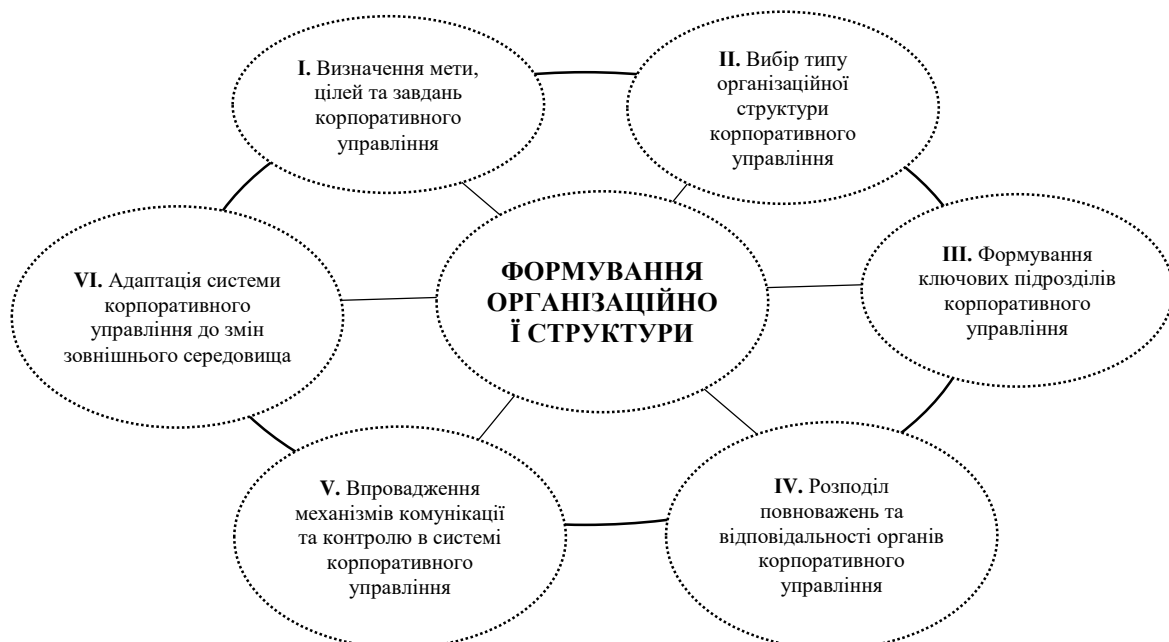 I. Визначення мети,
цілей та завдань
корпоративного
управління
II. Вибір типу
організаційної
структури
корпоративного
управління
III. Формування
ключових підрозділів
корпоративного
управління
ФОРМУВАННЯ
ОРГАНІЗАЦІЙНО
Ї СТРУКТУРИ
VI. Адаптація системи
корпоративного
управління до змін
зовнішнього середовища
V. Впровадження
механізмів комунікації
та контролю в системі
корпоративного
управління
IV. Розподіл
повноважень та
відповідальності органів
корпоративного
управління